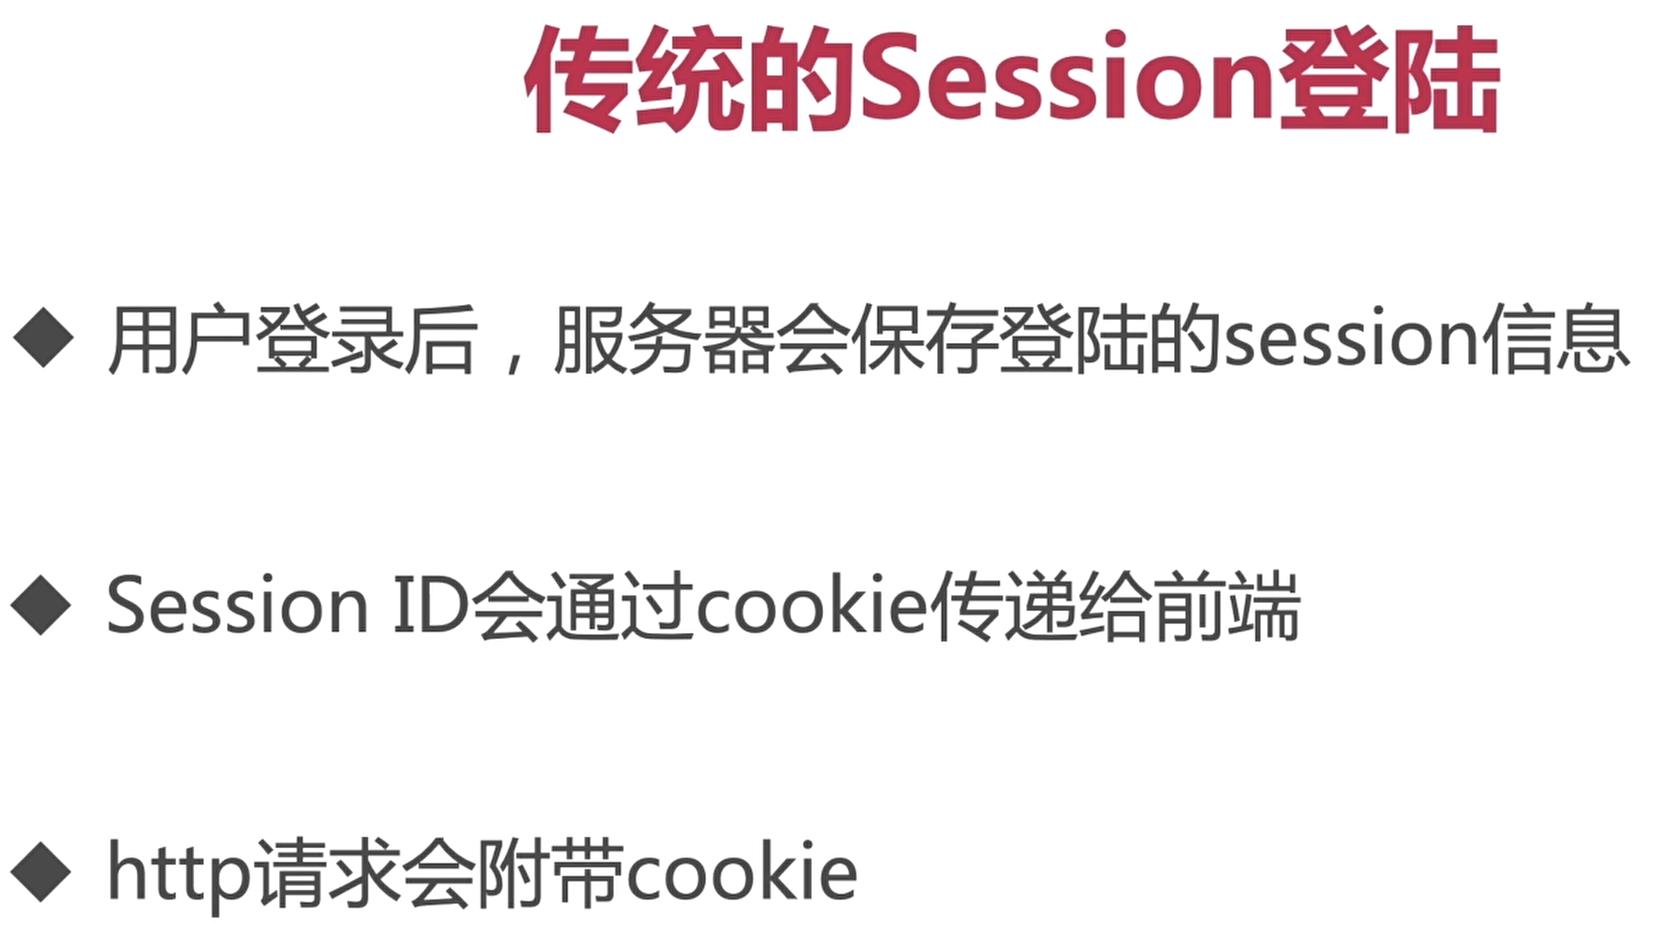 传统的Session登陆
◆ 用户登录后，服务器会保存登陆的session信息
◆ Session ID会通过cookie传递给前端
◆ http请求会附带cookie